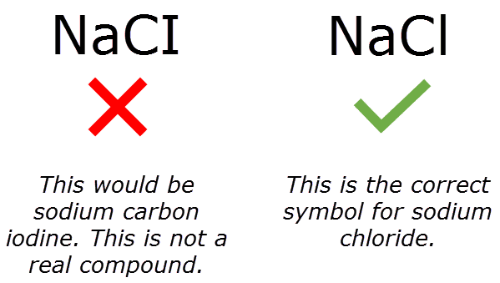 NaCI
This would be
sodium carbon
iodine. This is not a
real compound.
NaCl
This is the correct
symbol for sodium
chloride.